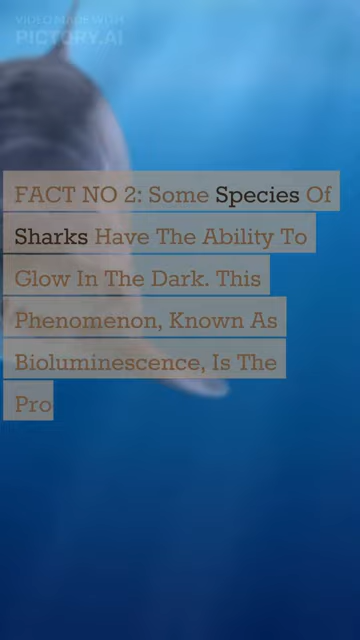 VIDEO MADE WITH
PICTORY.AI
FACT NO 2: Some Species Of
Sharks Have The Ability To
Glow In The Dark. This
Phenomenon, Known As
Bioluminescence, Is The
Pro